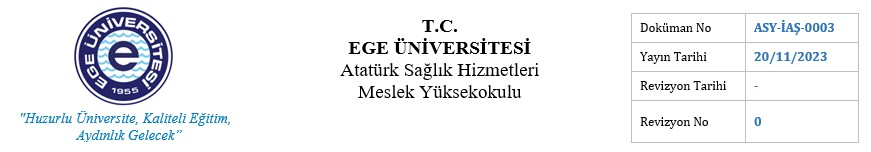 EGE ÜNİVERSİTESİ
e
1955
"Huzurlu Üniversite, Kaliteli Eğitim,
Aydınlık Gelecek”
T.C.
EGE ÜNİVERSİTESİ
Atatürk Sağlık Hizmetleri
Meslek Yüksekokulu
Doküman No ASY-İAŞ-0003
Yayın Tarihi 20/11/2023
Revizyon Tarihi -
Revizyon No 0